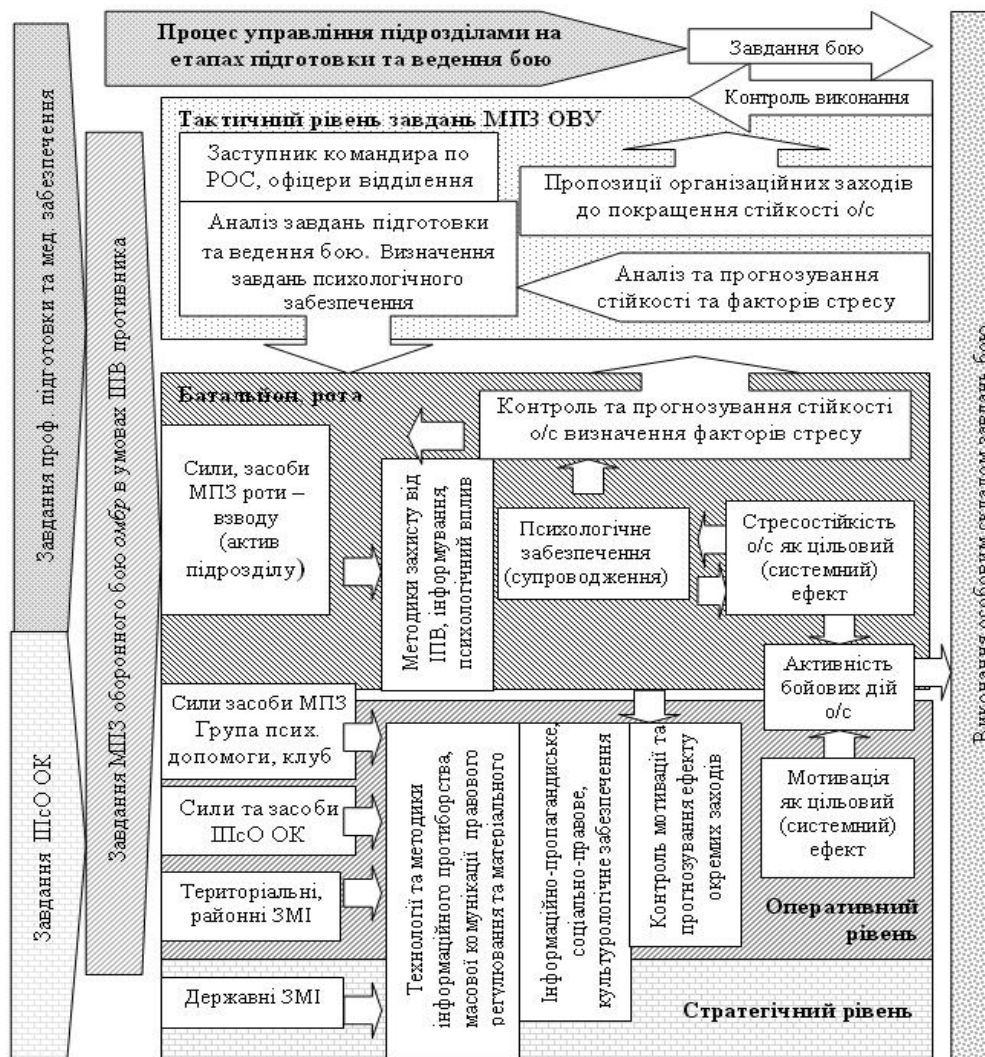 Процес управління підрозділами на
етапах підготовки та ведення бою
Завдання бою
Контроль виконання
Тактичний рівень завдань МПЗ ОВУ
Заступник командира по
РОС, офіцери відділення
Аналіз завдань підготовки
та ведення бою. Визначення
завдань психологічного
забезпечення
Пропозиції організаційних заходів
до покращення стійкості о/с
Аналіз та прогнозування
стійкості та факторів стресу
Завдання проф. підготовки та мед забезпечення
Завдання ПсО ОК
Завдання МПЗ оборонного бою омбр в умовах ІПВ противника
Батальйон, рота
Контроль та прогнозування стійкості
о/с визначення факторів стресу
Сили, засоби
МПЗ роти –
взводу
(актив
підрозділу)
Методики захисту від
ІПВ, інформування,
психологічний вплив
Психологічне
забезпечення
(супроводження)
Стресостійкість
о/с як цільовий
(системний)
ефект
Активність
бойових дій
о/с
Мотивація
як цільовий
(системний)
ефект
Сили засоби МПЗ
Група псих.
допомоги, клуб
Сили та засоби
ПсО ОК
Територіальні,
районні ЗМІ
Державні ЗМІ
Технології та методики
інформаційного протиборства,
масової комунікації правового
регулювання та матеріального
Інформаційно-пропагандиське,
соціально-правове,
культурологічне забезпечення
Контроль мотивації та
прогнозування ефекту
окремих заходів
Оперативний
рівень
Стратегічний рівень
Виконання особовим складом завдань бою